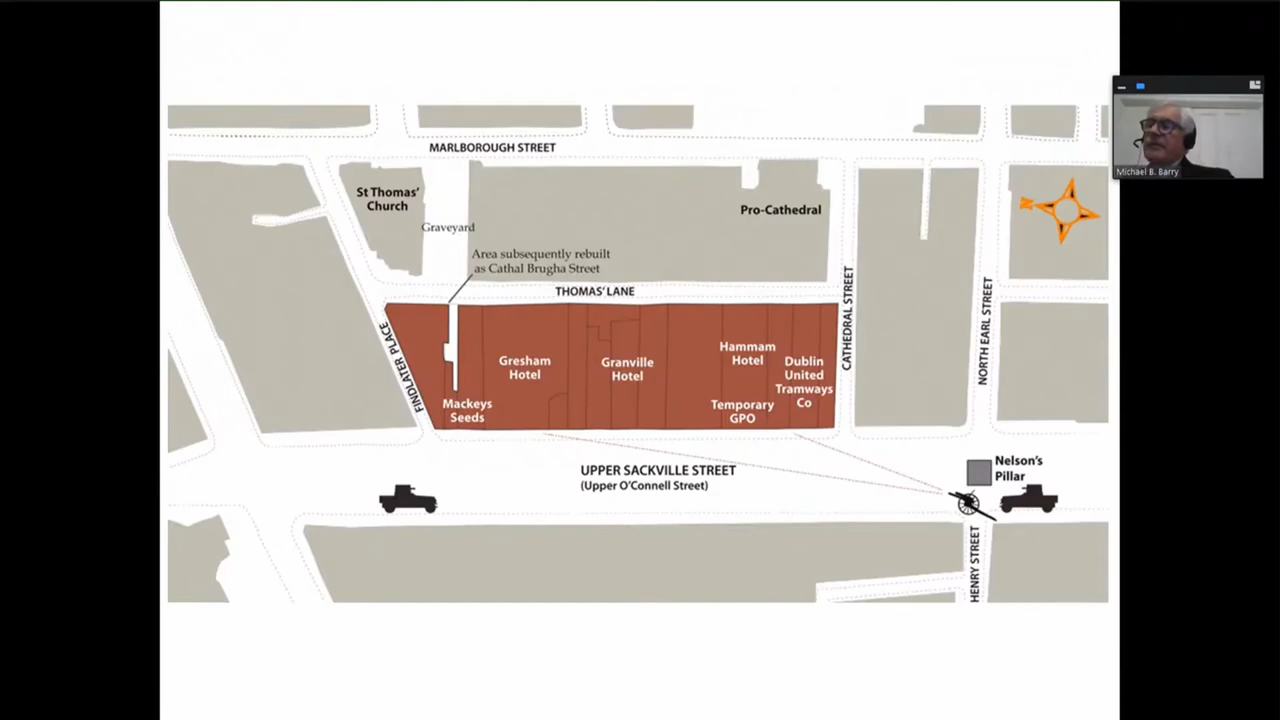 MARLBOROUGH STREET
St Thomas'
Church
Graveyard
Pro-Cathedral
Area subsequently rebuilt
as Cathal Brugha Street
THOMAS' LANE
N
FINDLATER PLACE
CATHEDRAL STREET
NORTH EARL STREET
Mackeys
Seeds
Gresham
Hotel
Granville
Hotel
Hammam
Hotel
Temporary
GPO
Dublin
United
Tramways
Co
UPPER SACKVILLE STREET
(Upper O'Connell Street)
Nelson's
Pillar
HENRY STREET
Michael B. Barry